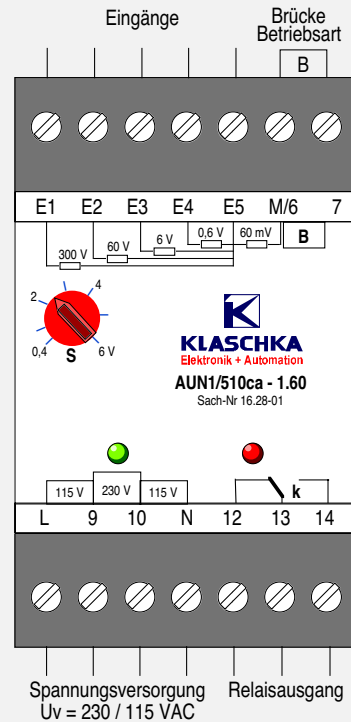 Eingänge
Brücke
Betriebsart
B
E1 E2 E3 E4 E5 M/6 7
300 V 60 V 6 V 0,6 V 60 mV B
2 4
0,4 6 V
S
KLASCHKA
Elektronik + Automation
AUN1/510ca - 1.60
Sach-Nr 16.28-01
115 V 230 V 115 V k
L 9 10 N 12 13 14
Spannungsversorgung
Uv = 230 / 115 VAC
Relaisausgang